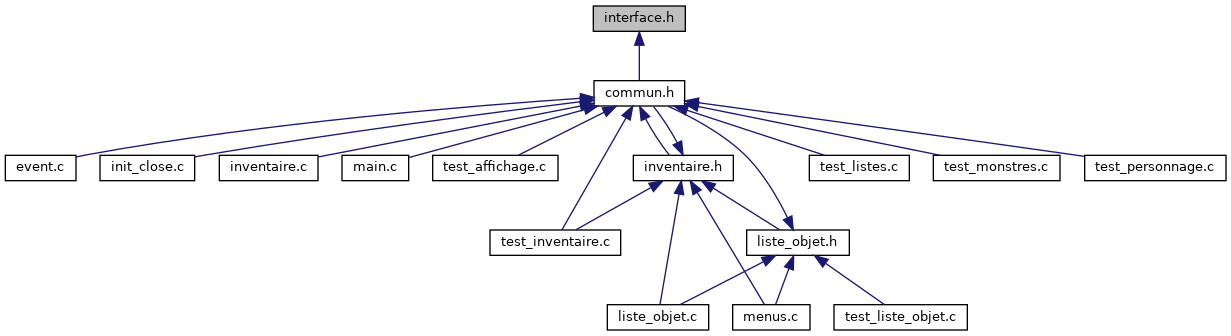 interface.h
commun.h
event.c
init_close.c
inventaire.c
main.c
test_affichage.c
inventaire.h
test_listes.c
test_monstres.c
test_personnage.c
test_inventaire.c
liste_objet.h
liste_objet.c
menus.c
test_liste_objet.c